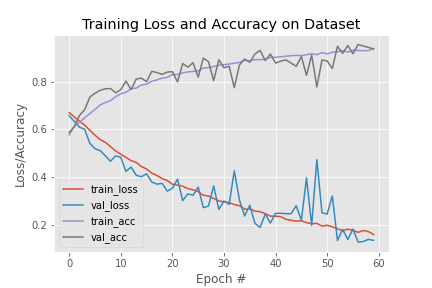 Training Loss and Accuracy on Dataset
Loss/Accuracy
0.8
0.6
0.4
0.2
train_loss
val_loss
train_acc
val_acc
0 10 20 30 40 50 60
Epoch #